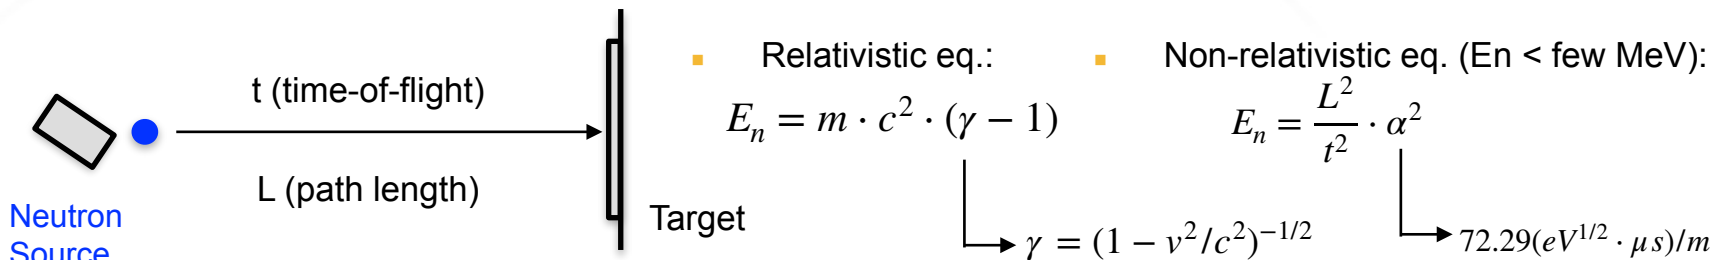 t (time-of-flight)
L (path length)
Neutron
Source
Target
▪ Relativistic eq.:
E_n = m · c^2 · (γ − 1)
γ = (1 − v^2/c^2)^{−1/2}
▪ Non-relativistic eq. (En < few MeV):
E_n = L^2/t^2 · α^2
72.29(eV^{1/2} · μs)/m